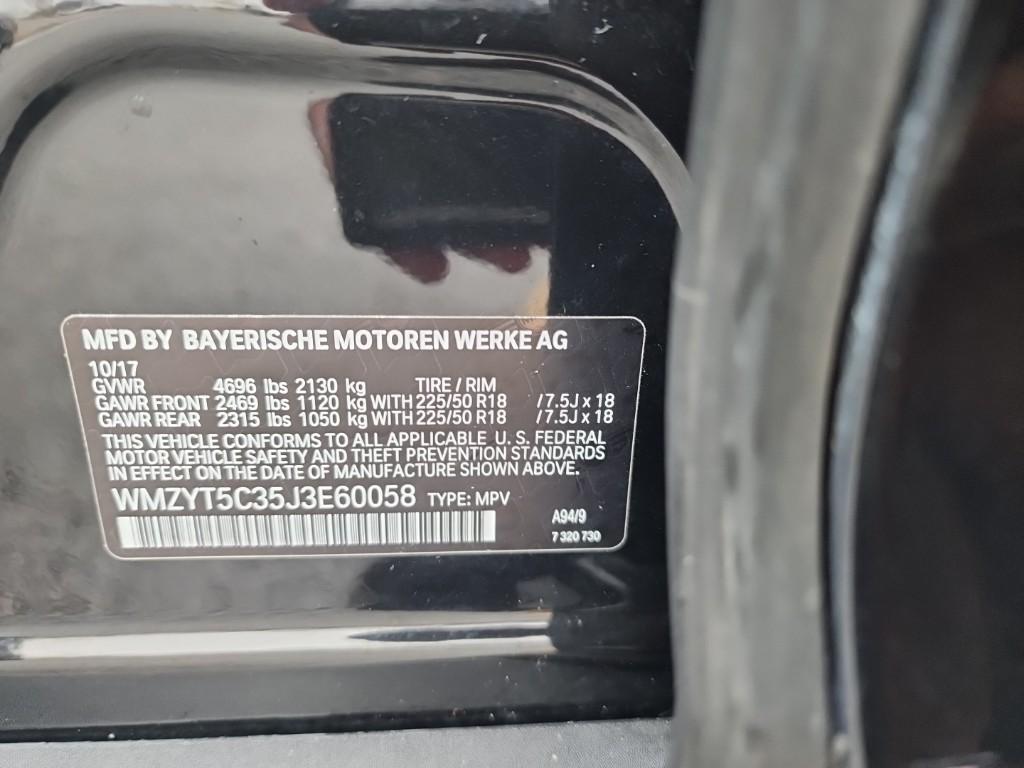 MFD BY BAYERISCHE MOTOREN WERKE AG
10/17
GVWR 4696 lbs 2130 kg TIRE / RIM
GAWR FRONT 2469 lbs 1120 kg WITH 225/50 R18 / 7.5J x 18
GAWR REAR 2315 lbs 1050 kg WITH 225/50 R18 / 7.5J x 18
THIS VEHICLE CONFORMS TO ALL APPLICABLE U. S. FEDERAL
MOTOR VEHICLE SAFETY AND THEFT PREVENTION STANDARDS
IN EFFECT ON THE DATE OF MANUFACTURE SHOWN ABOVE.
WMZYT5C35J3E60058 TYPE: MPV
A94/9
7 320 730